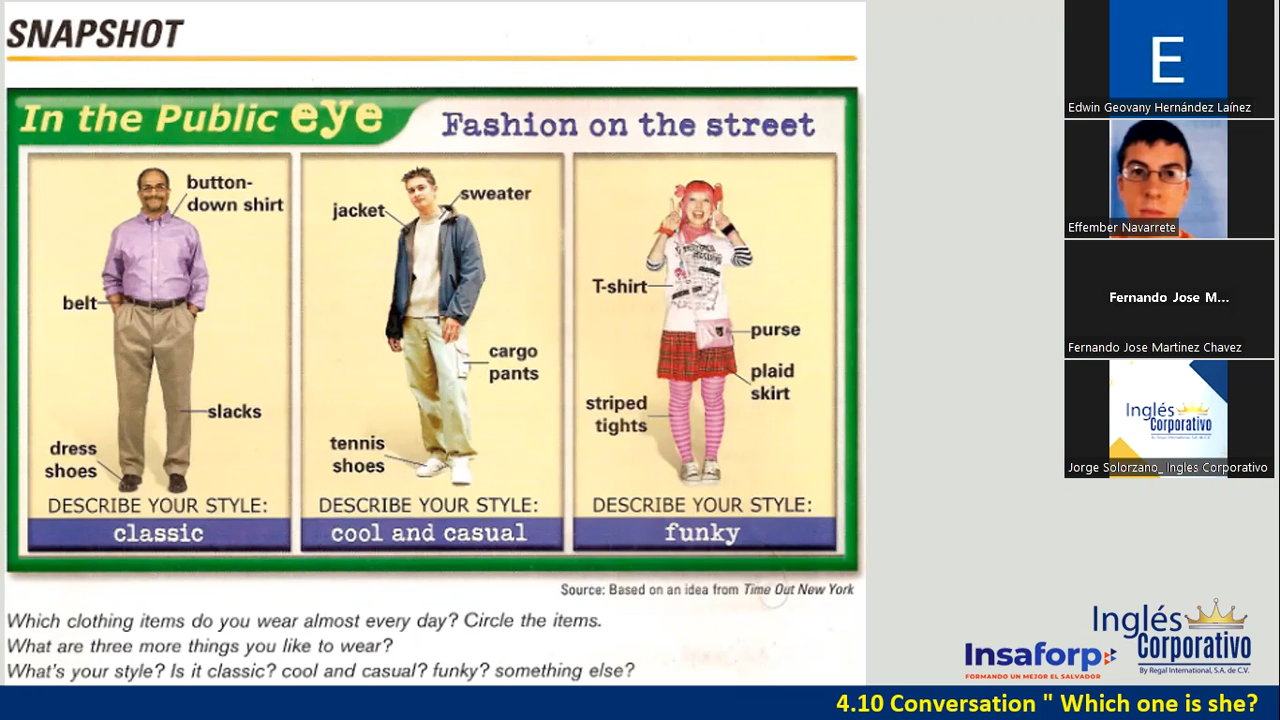 SNAPSHOT
In the Public eye
Fashion on the street
button-
down shirt
belt
slacks
dress
shoes
DESCRIBE YOUR STYLE:
classic
jacket
sweater
cargo
pants
tennis
shoes
DESCRIBE YOUR STYLE:
cool and casual
T-shirt
purse
plaid
skirt
striped
tights
DESCRIBE YOUR STYLE:
funky
Source: Based on an idea from Time Out New York
Which clothing items do you wear almost every day? Circle the items.
What are three more things you like to wear?
What's your style? Is it classic? cool and casual? funky? something else?
E
Edwin Geovany Hernández Laínez
Effember Navarrete
Fernando Jose M...
Fernando Jose Martinez Chavez
Inglés
Corporativo
Jorge Solorzano_ Ingles Corporativo
Insaforp
FORMANDO UN MEJOR EL SALVADOR
Inglés
Corporativo
By Regal International, S.A. de C.V.
4.10 Conversation " Which one is she?